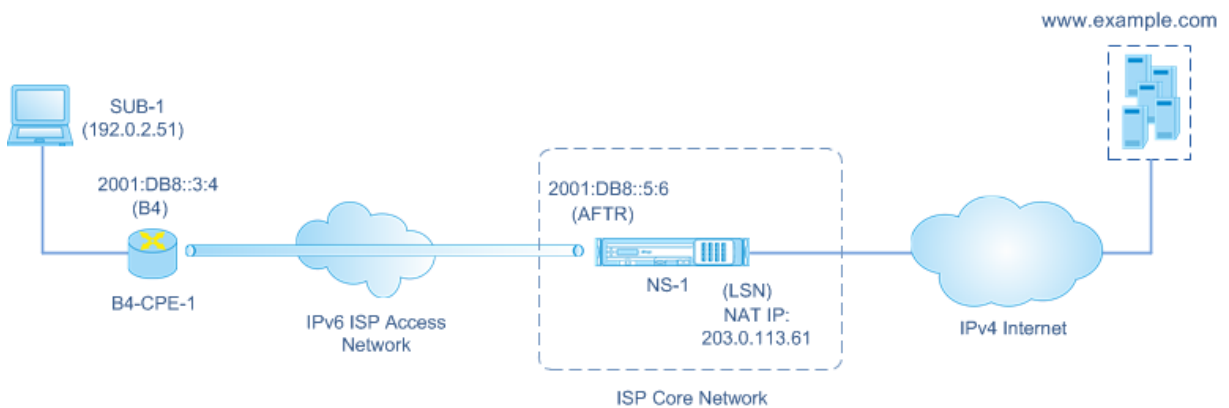 www.example.com
SUB-1
(192.0.2.51)
2001:DB8::3:4
(B4)
B4-CPE-1
IPv6 ISP Access
Network
2001:DB8::5:6
(AFTR)
NS-1
(LSN)
NAT IP:
203.0.113.61
IPv4 Internet
ISP Core Network